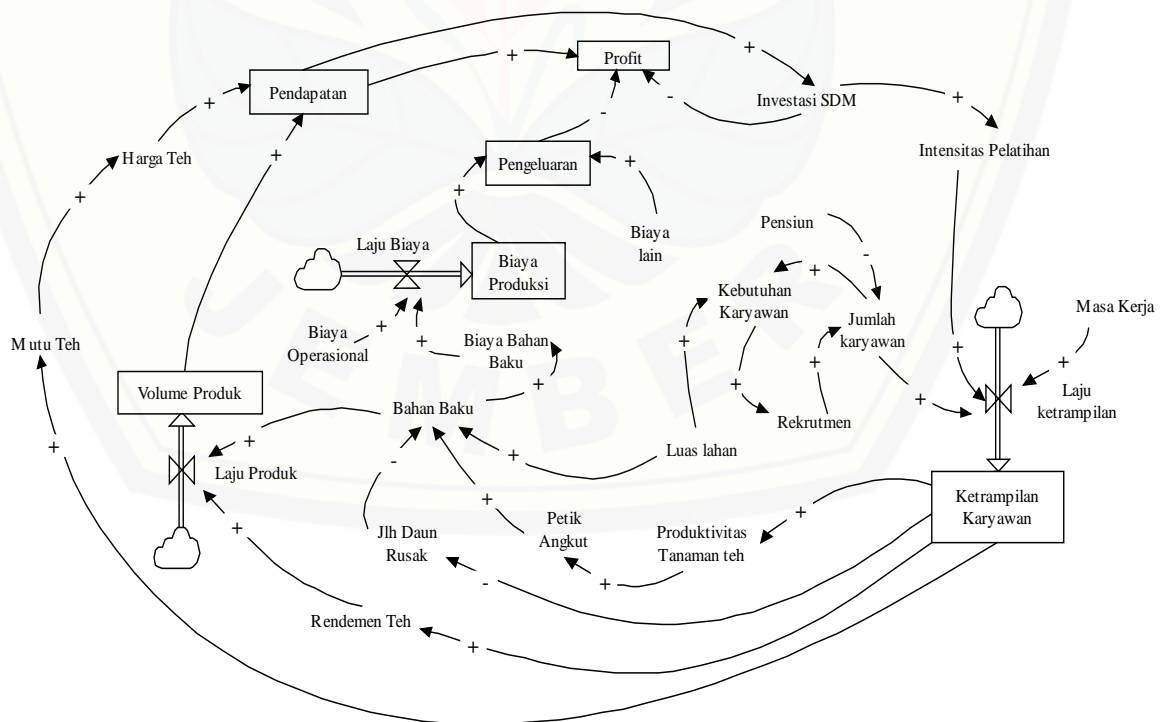 +
Profit
Pendapatan
+
+
-
Investasi SDM
+
+
-
Harga Teh
+
Pengeluaran
+
Intensitas Pelatihan
+
+
Pensiun
Biaya
lain
Laju Biaya
Biaya
Produksi
-
+
Kebutuhan
Karyawan
Jumlah
karyawan
Masa Kerja
Biaya
Operasional
+
Mutu Teh
Biaya Bahan
Baku
+
+
+
+
+
Volume Produk
+
+
+
Laju
ketrampilan
Bahan Baku
Rekrutmen
+
+
Luas lahan
+
-
Laju Produk
+
Ketrampilan
Karyawan
+
Petik
Angkut
Produktivitas
Tanaman teh
+
Jlh Daun
Rusak
-
+
Rendemen Teh
+
JEMBER